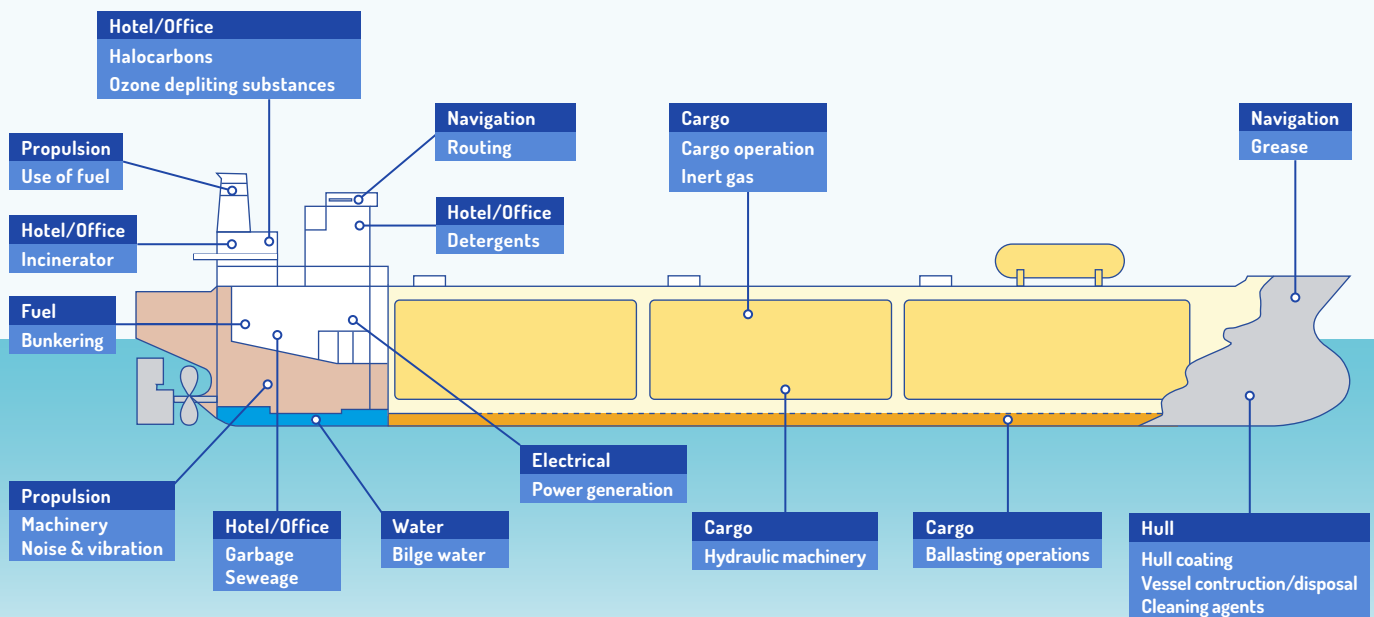 Hotel/Office
Halocarbons
Ozone depliting substances
Propulsion
Use of fuel
Navigation
Routing
Cargo
Cargo operation
Inert gas
Navigation
Grease
Hotel/Office
Incinerator
Hotel/Office
Detergents
Fuel
Bunkering
Electrical
Power generation
Propulsion
Machinery
Noise & vibration
Hotel/Office
Garbage
Seweage
Water
Bilge water
Cargo
Hydraulic machinery
Cargo
Ballasting operations
Hull
Hull coating
Vessel contruction/disposal
Cleaning agents